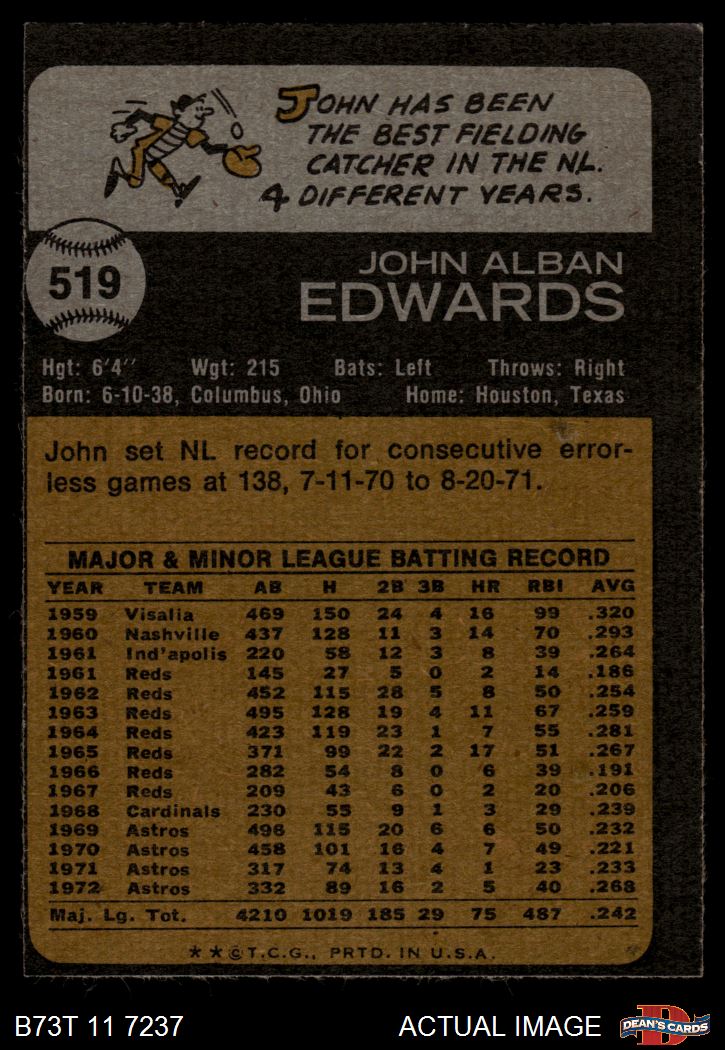 JOHN HAS BEEN
THE BEST FIELDING
CATCHER IN THE NL.
4 DIFFERENT YEARS.
519
JOHN ALBAN
EDWARDS
Hgt: 6'4" Wgt: 215 Bats: Left Throws: Right
Born: 6-10-38, Columbus, Ohio Home: Houston, Texas
John set NL record for consecutive error-
less games at 138, 7-11-70 to 8-20-71.
MAJOR & MINOR LEAGUE BATTING RECORD
YEAR TEAM AB H 2B 3B HR RBI AVG
1959 Visalia 469 150 24 4 16 99 .320
1960 Nashville 437 128 11 3 14 70 .293
1961 Ind'apolis 220 58 12 3 8 39 .264
1961 Reds 145 27 5 0 2 14 .186
1962 Reds 452 115 28 5 8 50 .254
1963 Reds 495 128 19 4 11 67 .259
1964 Reds 423 119 23 1 7 55 .281
1965 Reds 371 99 22 2 17 51 .267
1966 Reds 282 54 8 0 6 39 .191
1967 Reds 209 43 6 0 2 20 .206
1968 Cardinals 230 55 9 1 3 29 .239
1969 Astros 496 115 20 6 6 50 .232
1970 Astros 458 101 16 4 7 49 .221
1971 Astros 317 74 13 4 1 23 .233
1972 Astros 332 89 16 2 5 40 .268
Maj. Lg. Tot. 4210 1019 185 29 75 487 .242
**©T.C.G., PRTD. IN U.S.A.
B73T 11 7237 ACTUAL IMAGE
D
DEAN'S CARDS